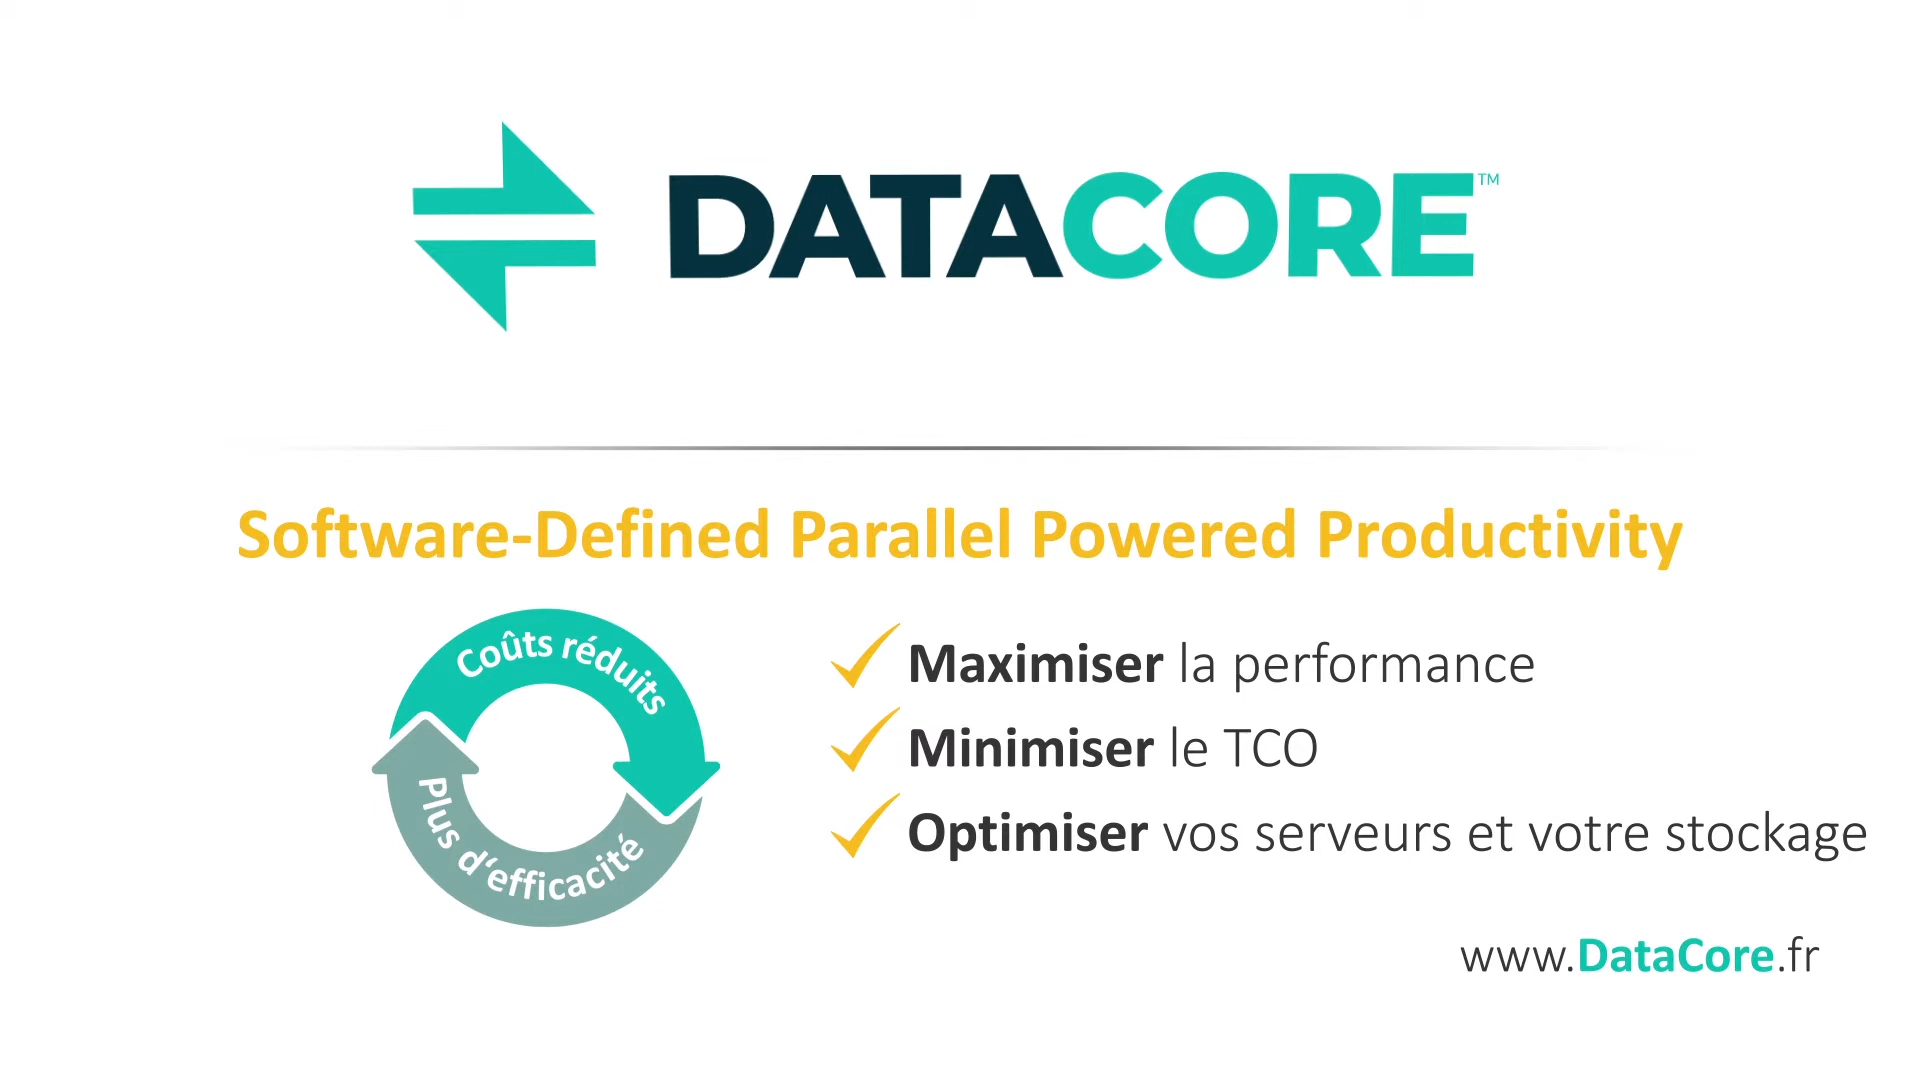 DATACORE™
Software-Defined Parallel Powered Productivity
Coûts réduits
Plus d‘efficacité
Maximiser la performance
Minimiser le TCO
Optimiser vos serveurs et votre stockage
www.DataCore.fr